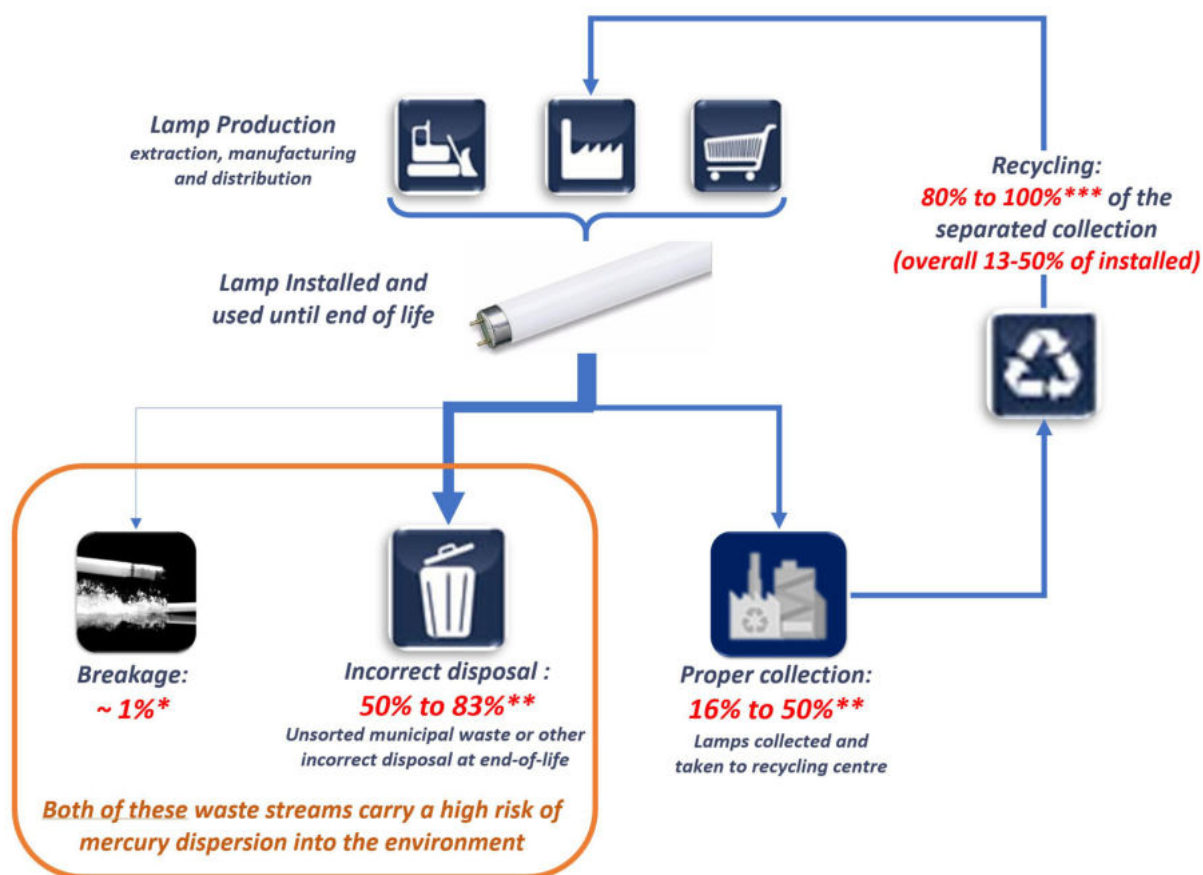 Lamp Production
extraction, manufacturing
and distribution
Recycling:
80% to 100%*** of the
separated collection
(overall 13-50% of installed)
Lamp Installed and
used until end of life
Breakage:
~ 1%*
Incorrect disposal :
50% to 83%**
Unsorted municipal waste or other
incorrect disposal at end-of-life
Proper collection:
16% to 50%**
Lamps collected and
taken to recycling centre
Both of these waste streams carry a high risk of
mercury dispersion into the environment